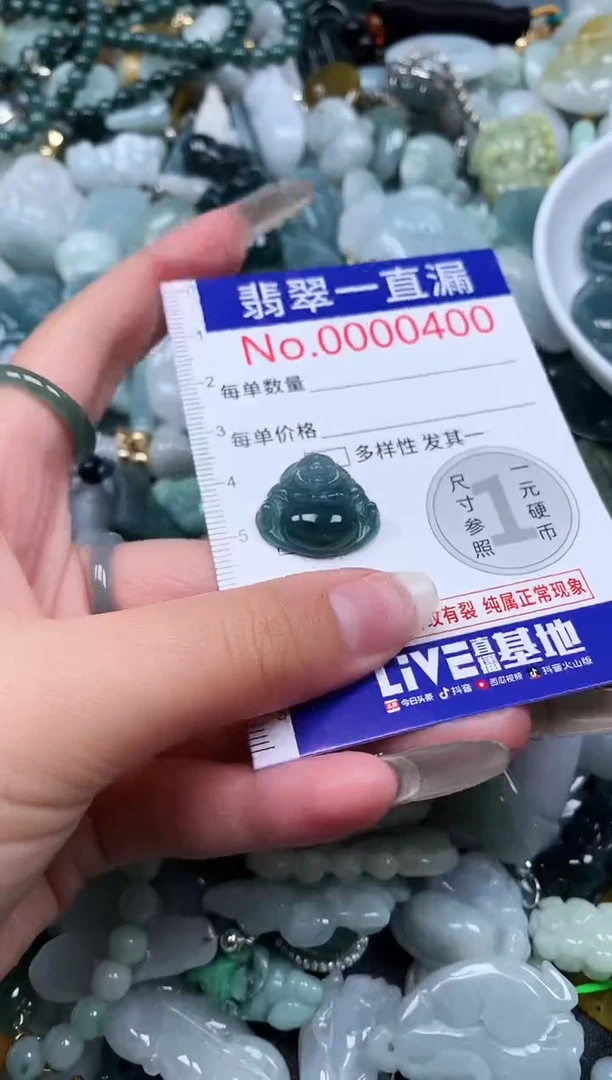 翡翠一直漏
No.0000400
每单数量
每单价格
多样性 发其一
1
2
3
4
5
尺寸参照
1
一元硬币
有裂 纯属正常现象
LiVE直播基地
今日头条 抖音 西瓜视频 抖音火山版